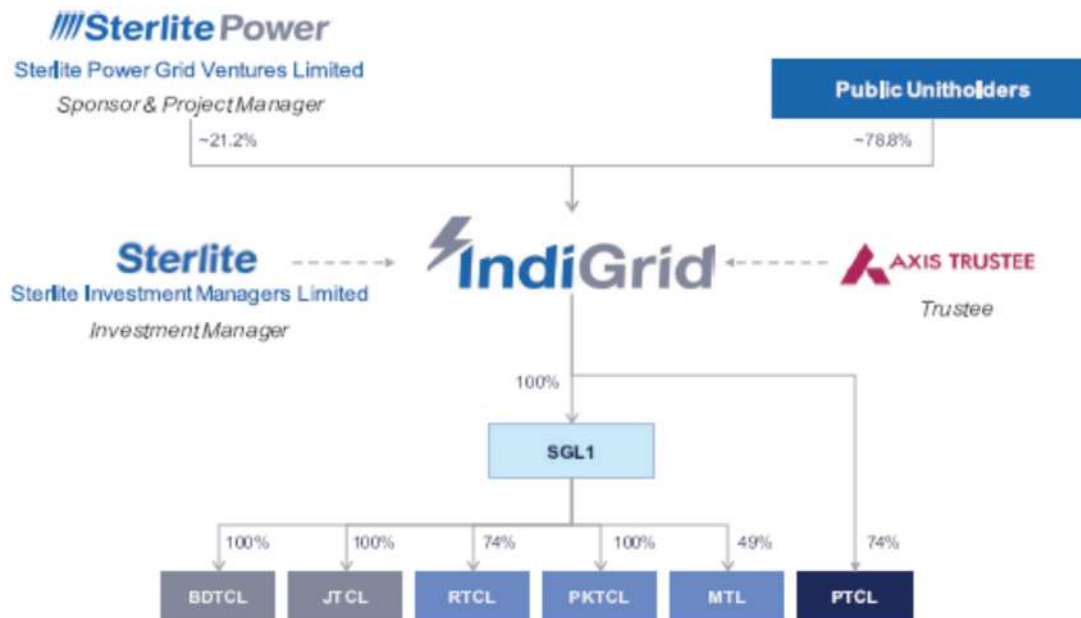 Sterlite Power
Sterlite Power Grid Ventures Limited
Sponsor & Project Manager
Public Unitholders
~21.2%
~78.8%
Sterlite
Sterlite Investment Managers Limited
Investment Manager
IndiGrid
AXIS TRUSTEE
Trustee
100%
SGL1
100%
100%
74%
100%
49%
74%
BDTCL
JTCL
RTCL
PKTCL
MTL
PTCL